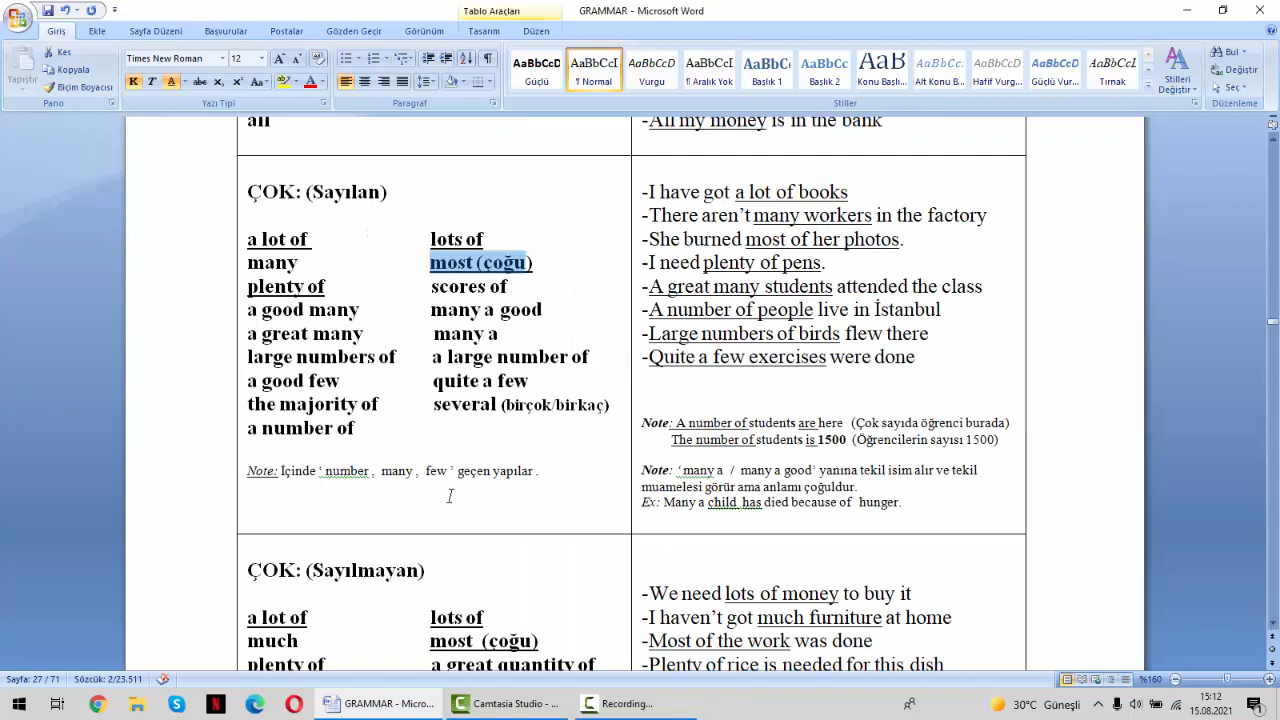 Tablo Araçları
GRAMMAR - Microsoft Word
Giriş Ekle Sayfa Düzeni Başvurular Postalar Gözden Geçir Görünüm Tasarım Düzen
Yapıştır
Kes
Kopyala
Biçim Boyacısı
Times New Roman 12
AaBbCcD AaBbCcI AaBbCcD AaBbCcI AaBbC AaBbCc AaB AaBbCc. AaBbCcD AaBbCcD AaBbCcI
Güçlü ¶ Normal Vurgu ¶ Aralık Yok Başlık 1 Başlık 2 Konu Başlı... Alt Konu B... Hafif Vurg... Güçlü Vur... Tırnak
Stilleri Değiştir
Bul
Değiştir
Seç
Pano Yazı Tipi Paragraf Stiller Düzenleme
all
-All my money is in the bank
ÇOK: (Sayılan)
a lot of lots of
many most (çoğu)
plenty of scores of
a good many many a good
a great many many a
large numbers of a large number of
a good few quite a few
the majority of several (birçok/birkaç)
a number of
Note: İçinde ‘ number , many , few ’ geçen yapılar .
-I have got a lot of books
-There aren’t many workers in the factory
-She burned most of her photos.
-I need plenty of pens.
-A great many students attended the class
-A number of people live in İstanbul
-Large numbers of birds flew there
-Quite a few exercises were done
Note: A number of students are here (Çok sayıda öğrenci burada)
The number of students is 1500 (Öğrencilerin sayısı 1500)
Note: ‘many a / many a good’ yanına tekil isim alır ve tekil
muamelesi görür ama anlamı çoğuldur.
Ex: Many a child has died because of hunger.
ÇOK: (Sayılmayan)
a lot of lots of
much most (çoğu)
plenty of a great quantity of
-We need lots of money to buy it
-I haven’t got much furniture at home
-Most of the work was done
-Plenty of rice is needed for this dish
Sayfa: 27 / 71 Sözcük: 2/23.511 %160
GRAMMAR - Micro... Camtasia Studio - ... Recording... 30°C Güneşli 15:12
15.08.2021